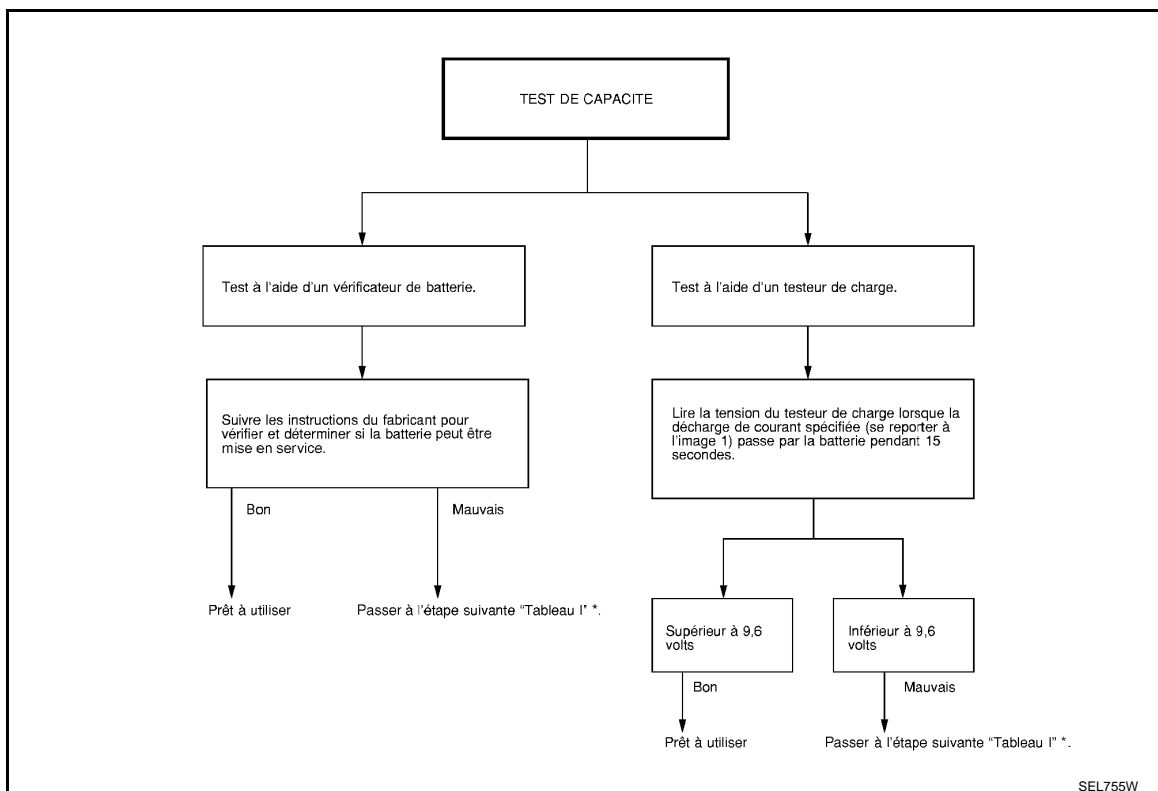 TEST DE CAPACITE
Test à l'aide d'un vérificateur de batterie.
Test à l'aide d'un testeur de charge.
Suivre les instructions du fabricant pour
vérifier et déterminer si la batterie peut être
mise en service.
Lire la tension du testeur de charge lorsque la
décharge de courant spécifiée (se reporter à
l'image 1) passe par la batterie pendant 15
secondes.
Bon
Mauvais
Prêt à utiliser
Passer à l'étape suivante "Tableau I" *.
Supérieur à 9,6
volts
Inférieur à 9,6
volts
Bon
Mauvais
Prêt à utiliser
Passer à l'étape suivante "Tableau I" *.
SEL755W